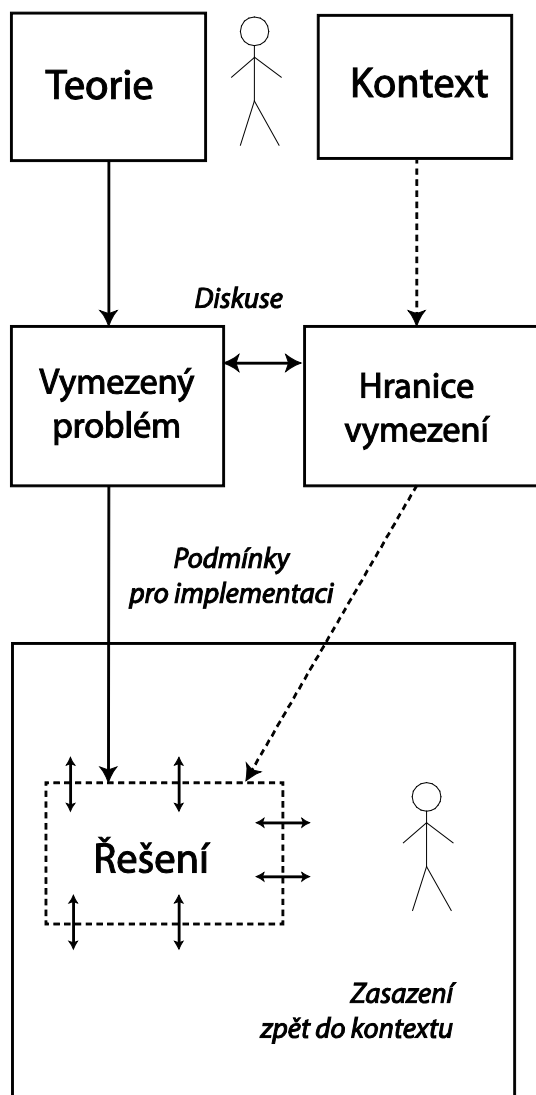 Teorie
Kontext
Diskuse
Vymezený
problém
Hranice
vymezení
Podmínky
pro implementaci
Řešení
Zasazení
zpět do kontextu